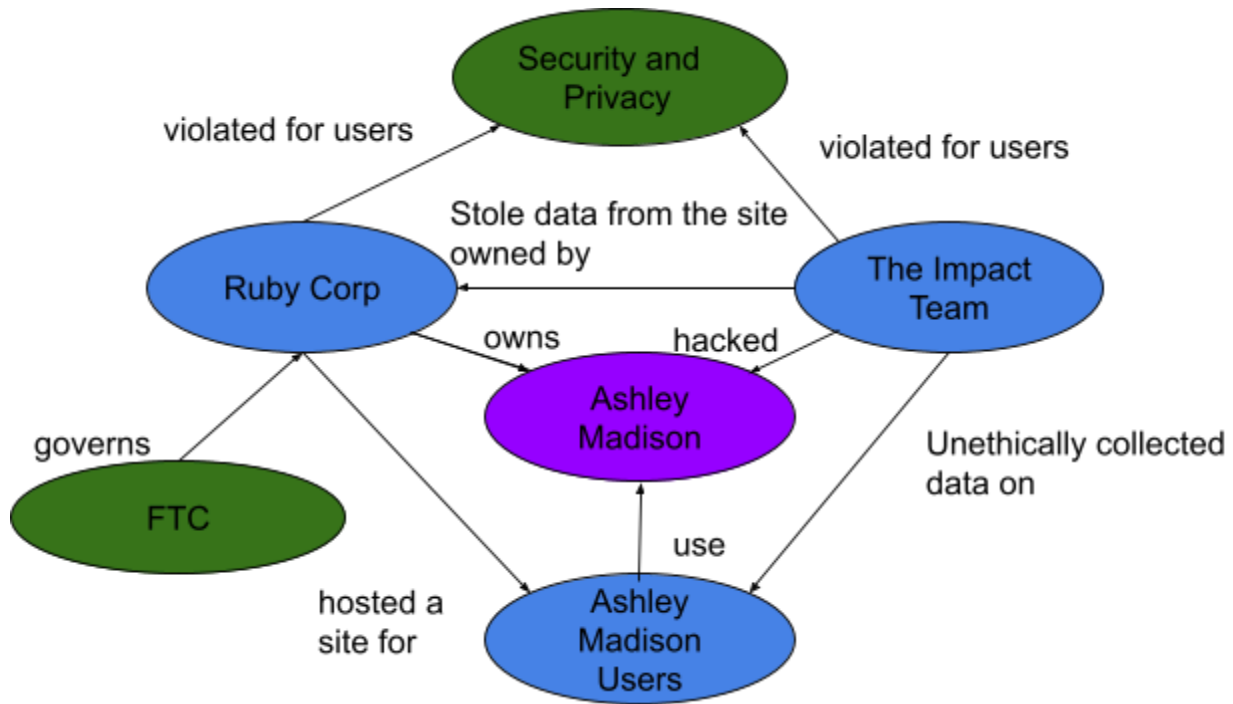 Security and
Privacy
violated for users
violated for users
Stole data from the site
owned by
Ruby Corp
The Impact
Team
owns
hacked
Ashley
Madison
governs
Unethically collected
data on
FTC
use
hosted a
site for
Ashley
Madison
Users